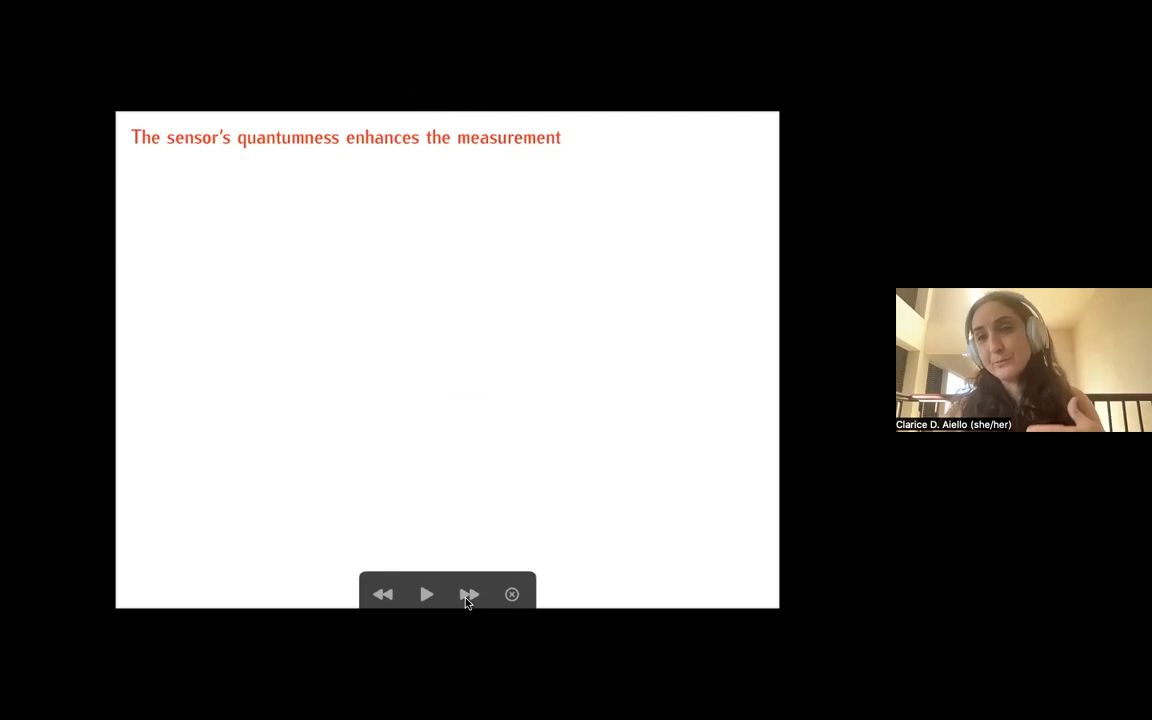 The sensor's quantumness enhances the measurement
Clarice D. Aiello (she/her)